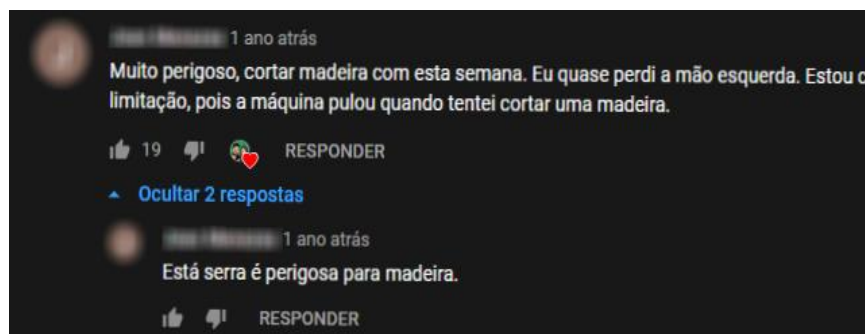 1 ano atrás
Muito perigoso, cortar madeira com esta semana. Eu quase perdi a mão esquerda. Estou
limitação, pois a máquina pulou quando tentei cortar uma madeira.
19 RESPONDER
Ocultar 2 respostas
1 ano atrás
Está serra é perigosa para madeira.
RESPONDER